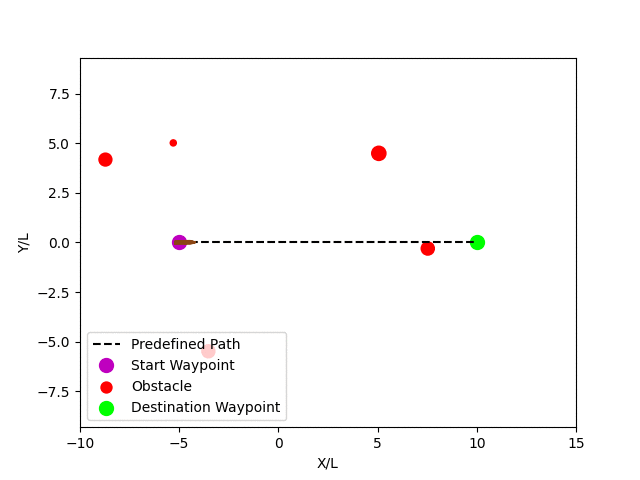 7.5
5.0
2.5
0.0
−2.5
−5.0
−7.5
Y/L
Predefined Path
Start Waypoint
Obstacle
Destination Waypoint
−10
−5
0
5
10
15
X/L